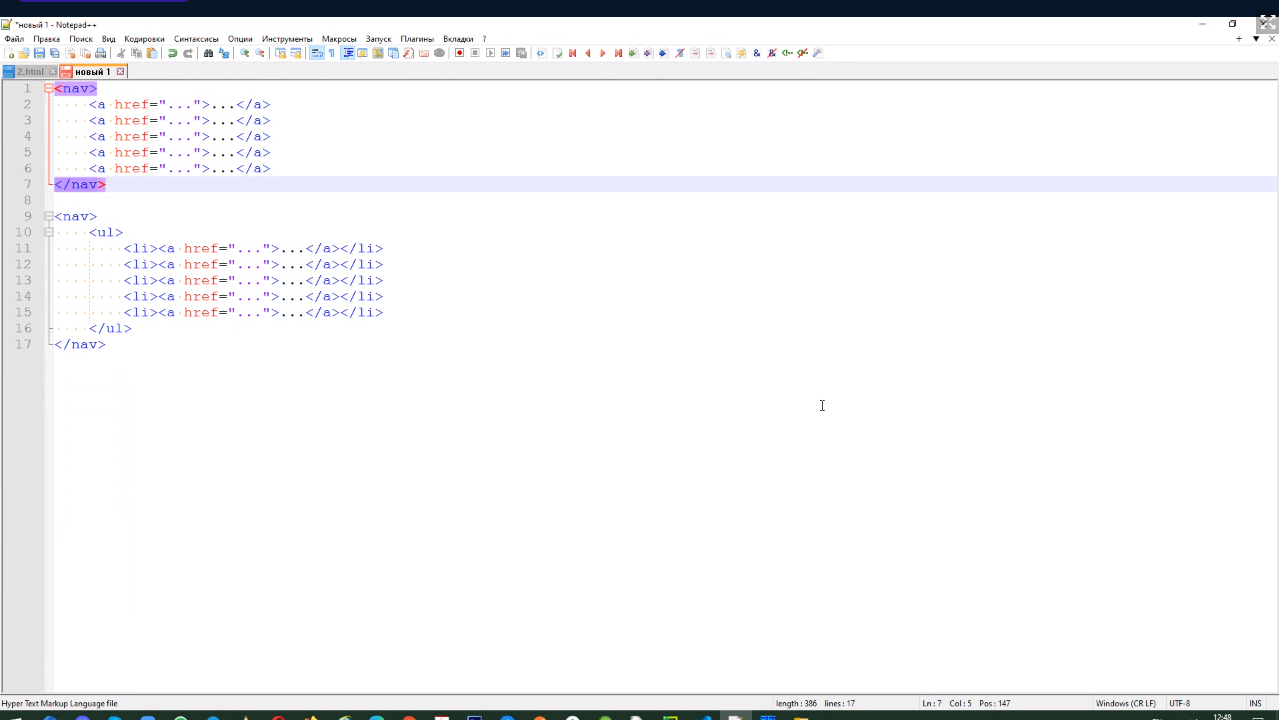 *новый 1 - Notepad++
Файл Правка Поиск Вид Кодировки Синтаксисы Опции Инструменты Макросы Запуск Плагины Вкладки ?
2.html новый 1
1 <nav>
2 <a href="...">...</a>
3 <a href="...">...</a>
4 <a href="...">...</a>
5 <a href="...">...</a>
6 <a href="...">...</a>
7 </nav>
8
9 <nav>
10 <ul>
11 <li><a href="...">...</a></li>
12 <li><a href="...">...</a></li>
13 <li><a href="...">...</a></li>
14 <li><a href="...">...</a></li>
15 <li><a href="...">...</a></li>
16 </ul>
17 </nav>
Hyper Text Markup Language file length : 386 lines : 17 Ln : 7 Col : 5 Pos : 147 Windows (CR LF) UTF-8 INS
12:48